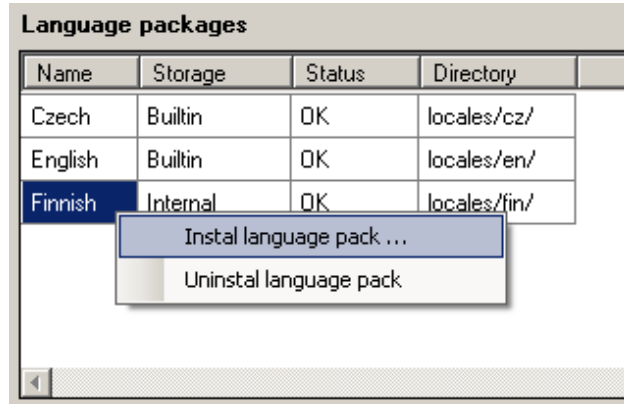 Language packages
Name Storage Status Directory
Czech Builtin OK locales/cz/
English Builtin OK locales/en/
Finnish Internal OK locales/fin/
Instal language pack ...
Uninstal language pack